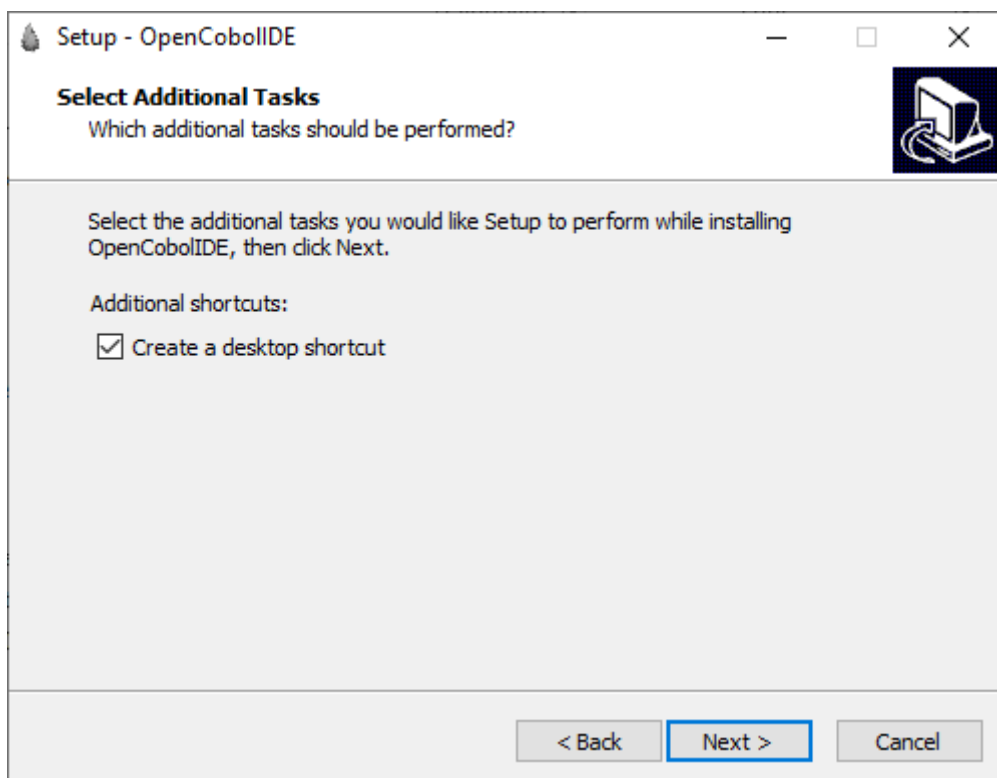 Setup - OpenCobolIDE
Select Additional Tasks
Which additional tasks should be performed?
Select the additional tasks you would like Setup to perform while installing
OpenCobolIDE, then click Next.
Additional shortcuts:
Create a desktop shortcut
< Back
Next >
Cancel